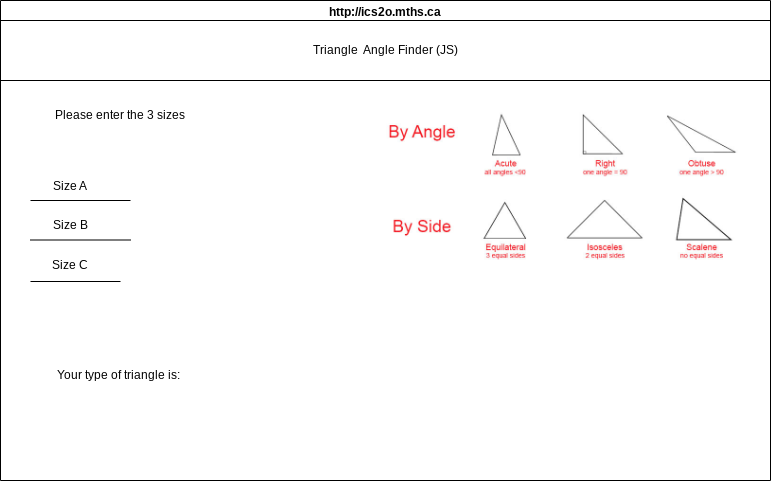 http://ics2o.mths.ca
Triangle  Angle Finder (JS)
Please enter the 3 sizes
Size A
Size B
Size C
Your type of triangle is:
By Angle
Acute
all angles <90
Right
one angle = 90
Obtuse
one angle > 90
By Side
Equilateral
3 equal sides
Isosceles
2 equal sides
Scalene
no equal sides